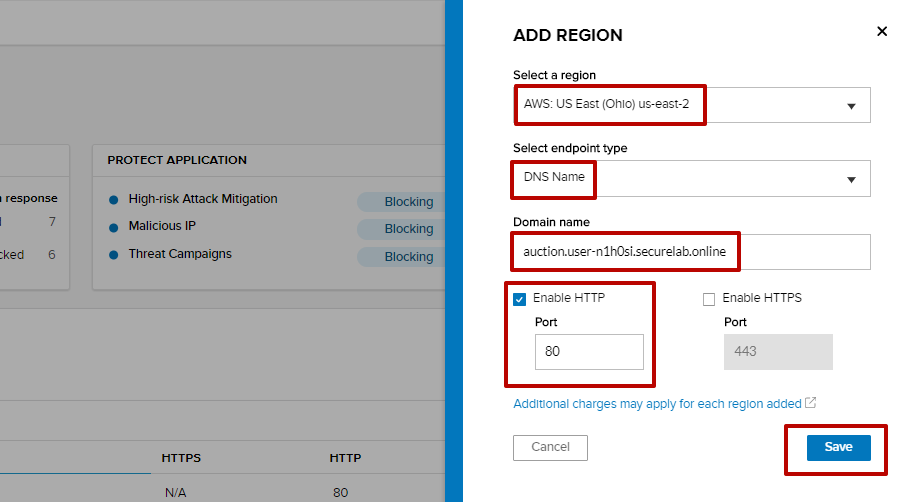 ADD REGION
Select a region
AWS: US East (Ohio) us-east-2
Select endpoint type
DNS Name
Domain name
auction.user-n1h0si.securelab.online
Enable HTTP
Enable HTTPS
Port
Port
80
443
Additional charges may apply for each region added
Cancel
Save
PROTECT APPLICATION
High-risk Attack Mitigation
Blocking
Malicious IP
Blocking
Threat Campaigns
Blocking
response
7
cked
6
HTTPS
HTTP
N/A
80